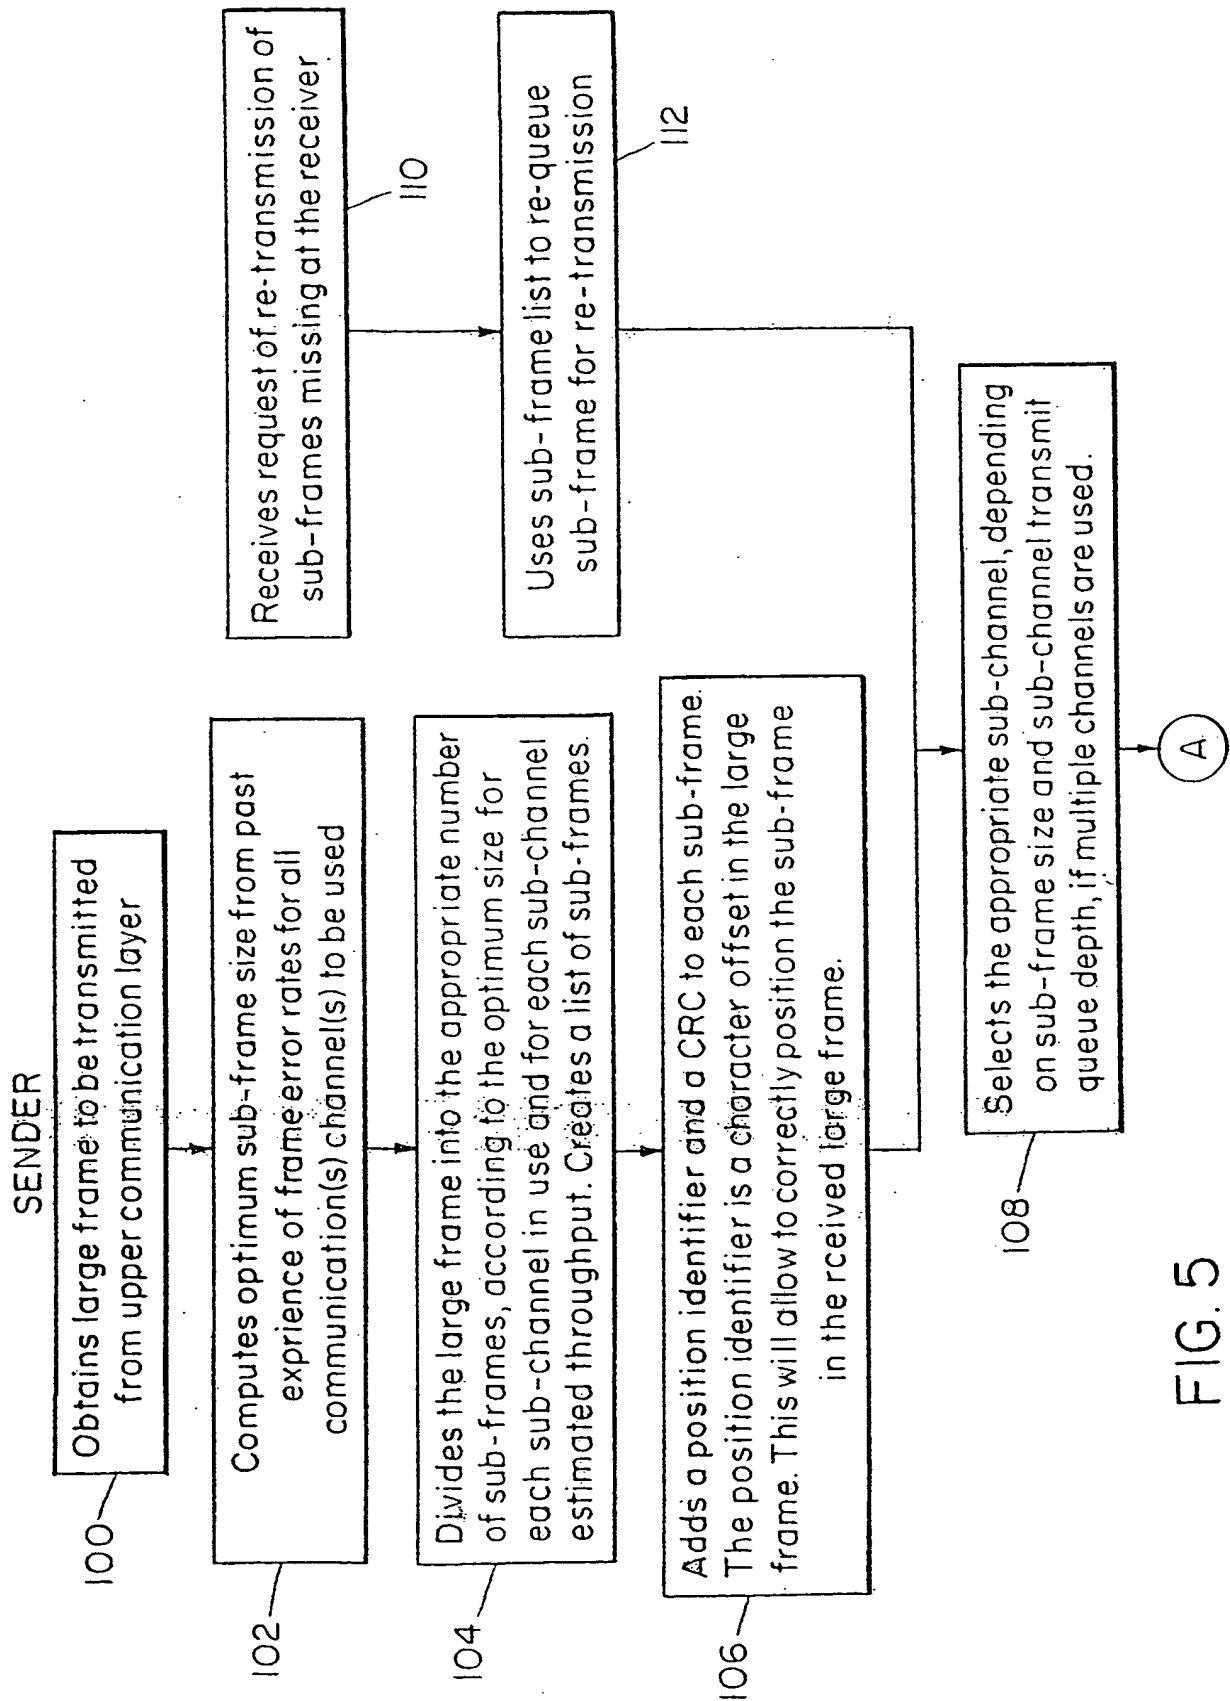 SENDER
Obtains large frame to be transmitted
from upper communication layer
100
Computes optimum sub-frame size from past
exprience of frame error rates for all
communication(s) channel(s) to be used
102
Divides the large frame into the appropriate number
of sub-frames, according to the optimum size for
each sub-channel in use and for each sub-channel
estimated throughput. Creates a list of sub-frames.
104
Adds a position identifier and a CRC to each sub-frame.
The position identifier is a character offset in the large
frame. This will allow to correctly position the sub-frame
in the rceived large frame.
106
Receives request of re-transmission of
sub-frames missing at the receiver
110
Uses sub-frame list to re-queue
sub-frame for re-transmission
112
Selects the appropriate sub-channel, depending
on sub-frame size and sub-channel transmit
queue depth, if multiple channels are used.
108
A
FIG. 5